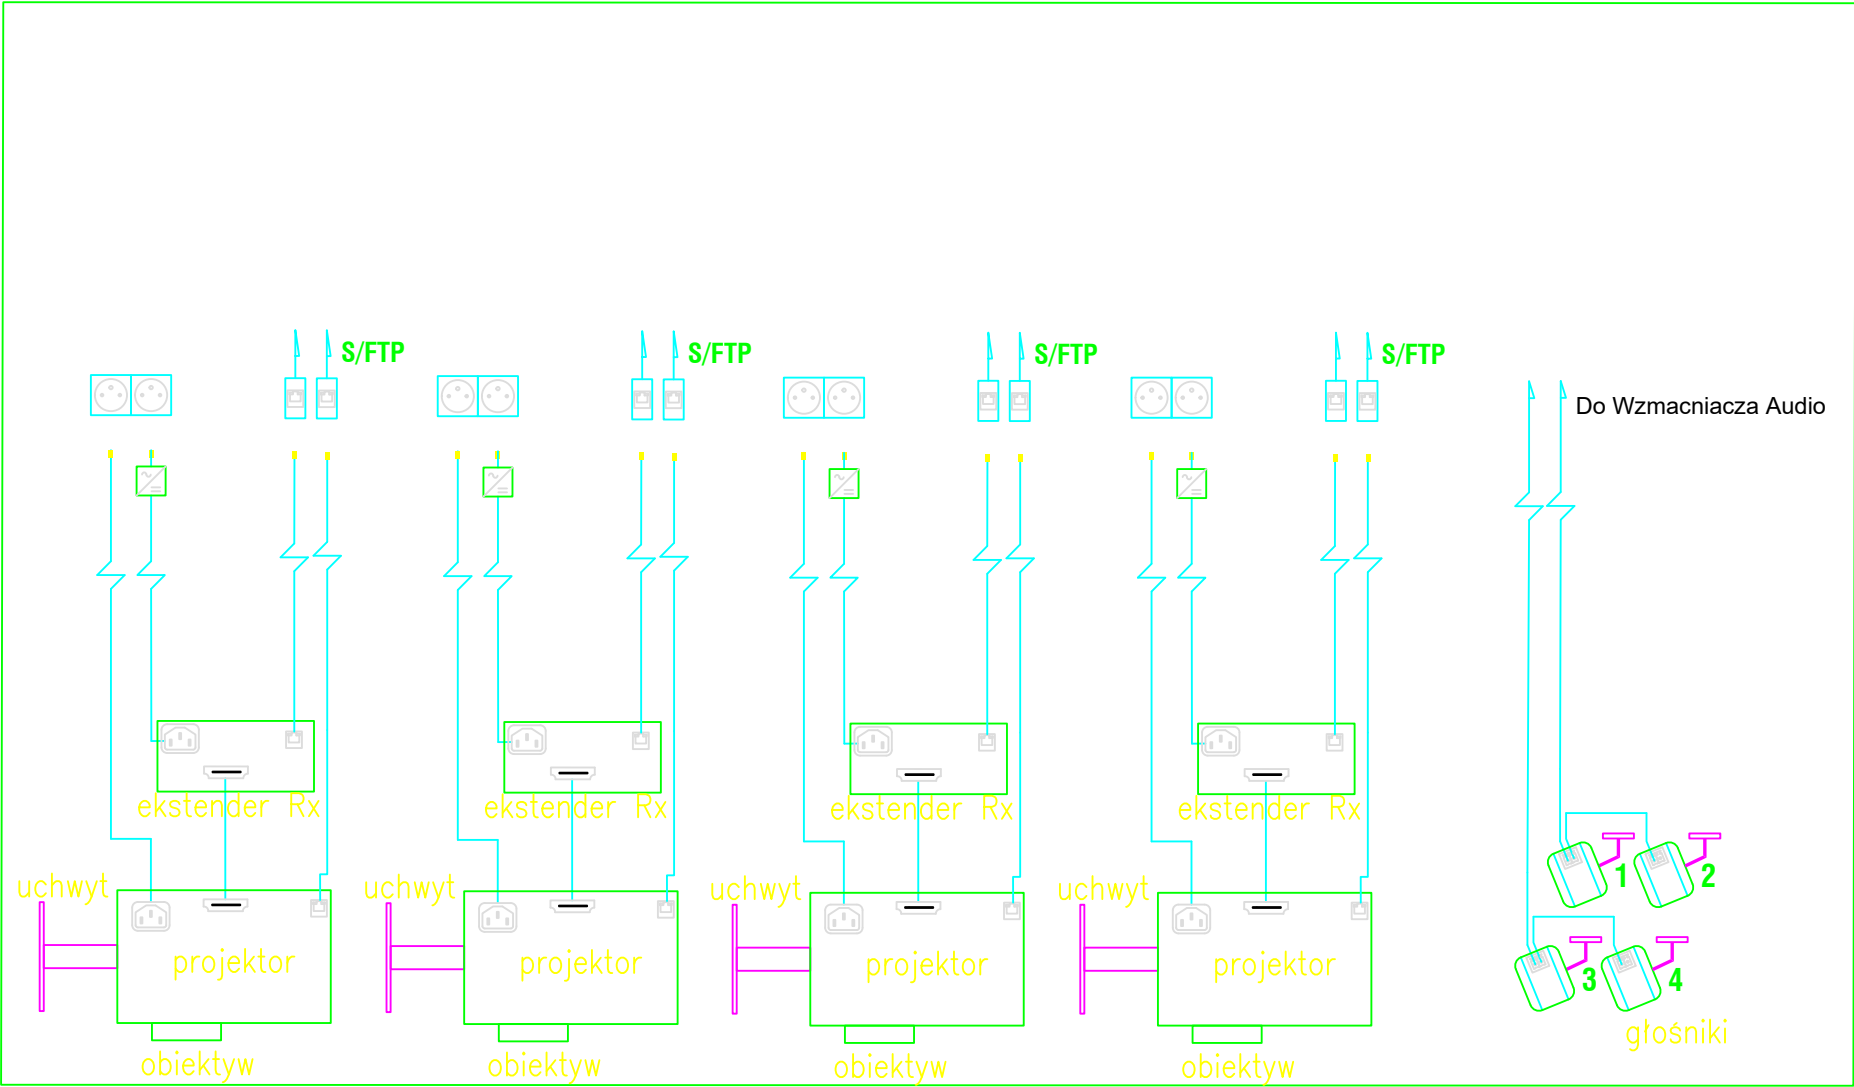 S/FTP
S/FTP
S/FTP
S/FTP
Do Wzmacniacza Audio
ekstender Rx
ekstender Rx
ekstender Rx
ekstender Rx
uchwyt
uchwyt
uchwyt
uchwyt
1
2
projektor
projektor
projektor
projektor
3
4
głośniki
obiektyw
obiektyw
obiektyw
obiektyw